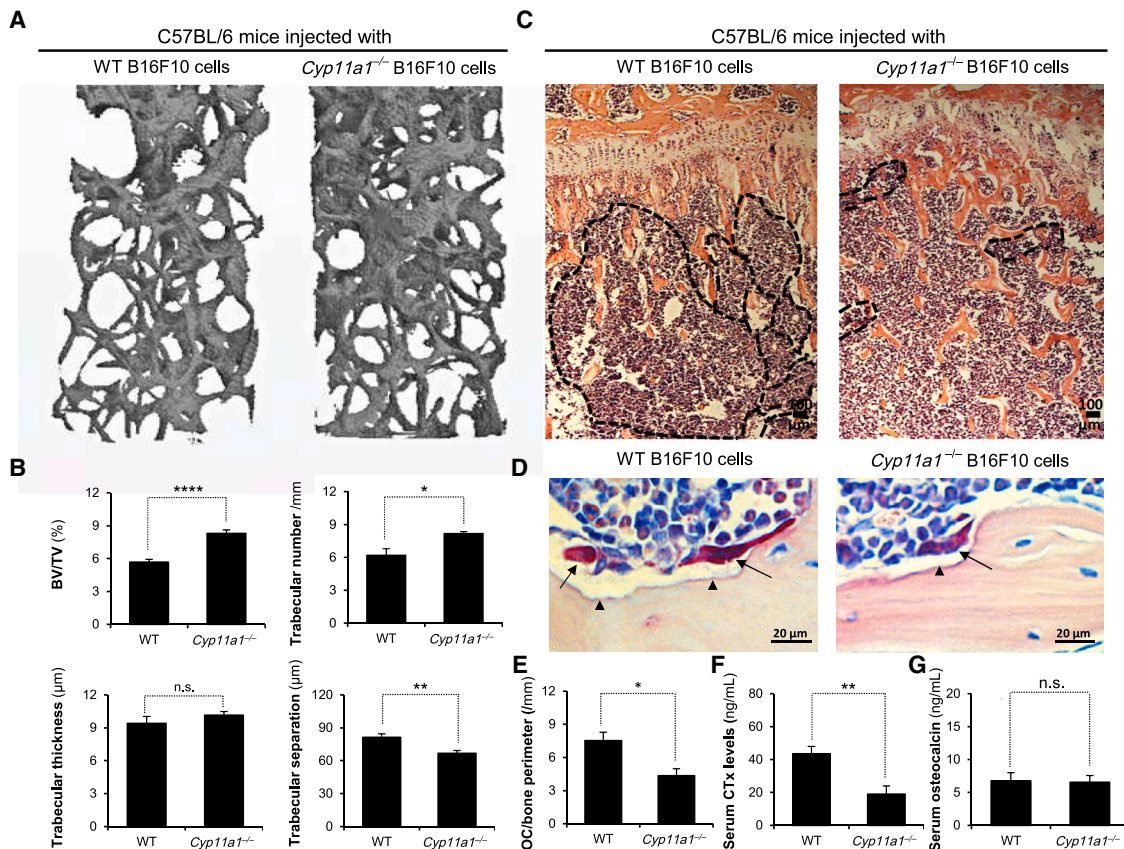 A
C57BL/6 mice injected with
WT B16F10 cells
Cyp11a1–/– B16F10 cells
C
C57BL/6 mice injected with
WT B16F10 cells
Cyp11a1–/– B16F10 cells
100
µm
100
µm
B
BV/TV (%)
12
9
6
3
0
****
WT
Cyp11a1–/–
Trabecular number /mm
12
9
6
3
0
*
WT
Cyp11a1–/–
Trabecular thickness (µm)
12
9
6
3
0
n.s.
WT
Cyp11a1–/–
Trabecular separation (µm)
120
90
60
30
0
**
WT
Cyp11a1–/–
D
WT B16F10 cells
Cyp11a1–/– B16F10 cells
20 µm
20 µm
E
OC/bone perimeter (/mm)
12
9
6
3
0
*
WT
Cyp11a1–/–
F
Serum CTx levels (ng/mL)
80
60
40
20
0
**
WT
Cyp11a1–/–
G
Serum osteocalcin (ng/mL)
20
15
10
5
0
n.s.
WT
Cyp11a1–/–